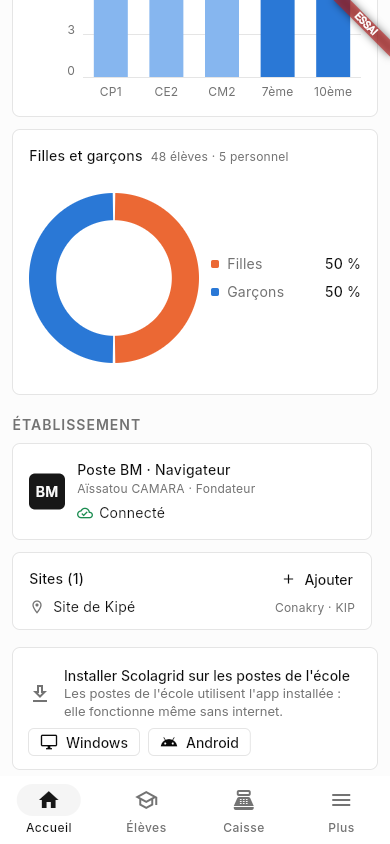 ESSAI
3
0
CP1 CE2 CM2 7ème 10ème
Filles et garçons 48 élèves · 5 personnel
Filles 50 %
Garçons 50 %
ÉTABLISSEMENT
BM
Poste BM · Navigateur
Aïssatou CAMARA · Fondateur
Connecté
Sites (1) + Ajouter
Site de Kipé Conakry · KIP
Installer Scolagrid sur les postes de l'école
Les postes de l'école utilisent l'app installée :
elle fonctionne même sans internet.
Windows Android
Accueil Élèves Caisse Plus